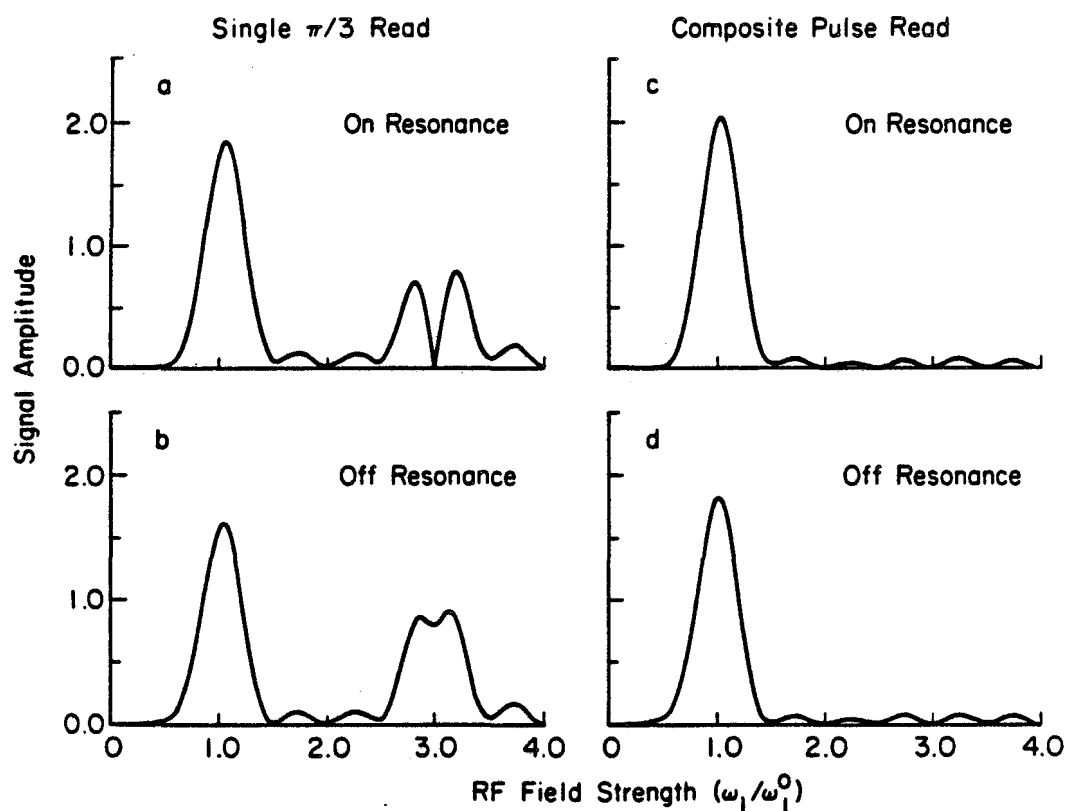 Single π/3 Read
Composite Pulse Read
a
On Resonance
c
On Resonance
2.0
1.0
0.0
b
Off Resonance
d
Off Resonance
2.0
1.0
0.0
0 1.0 2.0 3.0 4.0
0 1.0 2.0 3.0 4.0
Signal Amplitude
RF Field Strength (ω₁/ω₁⁰)